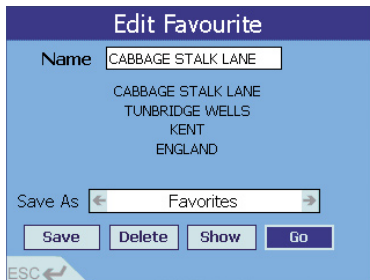 Edit Favourite
Name CABBAGE STALK LANE
CABBAGE STALK LANE
TUNBRIDGE WELLS
KENT
ENGLAND
Save As Favorites
Save Delete Show Go
ESC